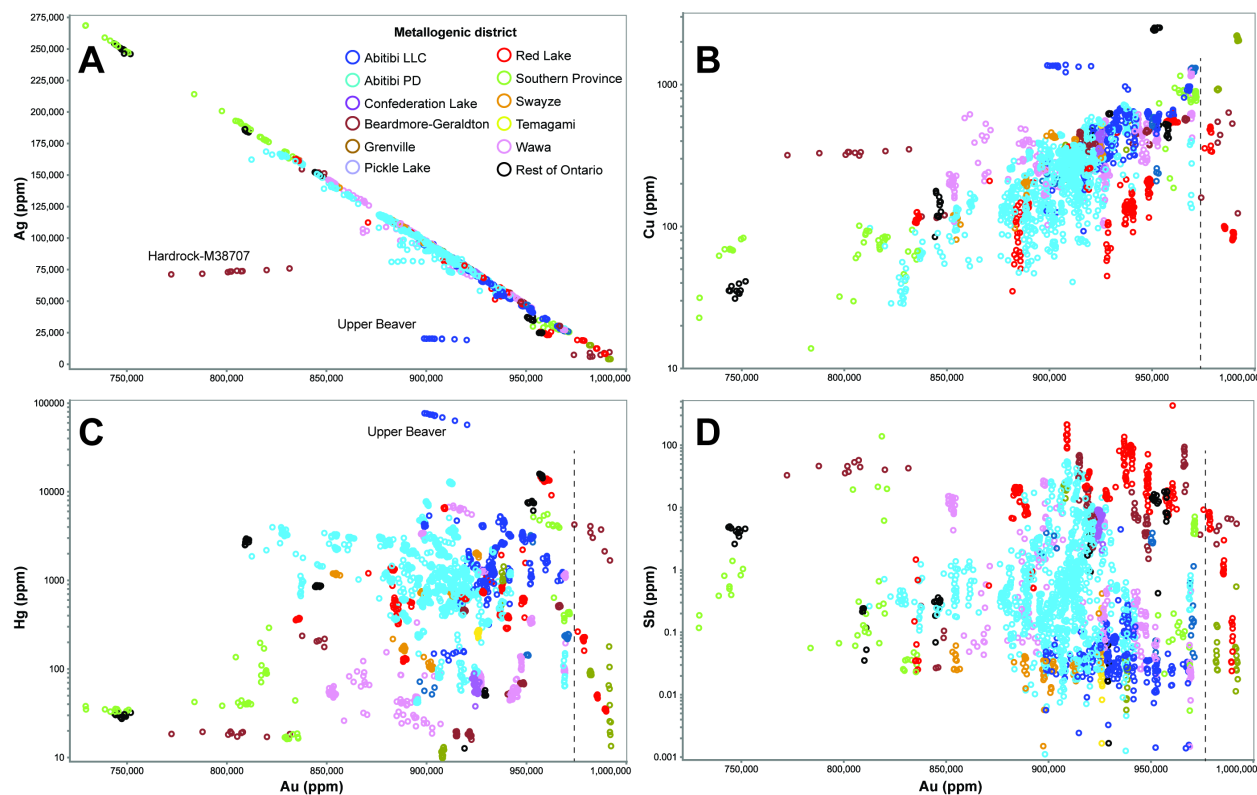 A
Metallogenic district
Abitibi LLC
Abitibi PD
Confederation Lake
Beardmore-Geraldton
Grenville
Pickle Lake
Red Lake
Southern Province
Swayze
Temagami
Wawa
Rest of Ontario
Hardrock-M38707
Upper Beaver
Ag (ppm)
275,000
250,000
225,000
200,000
175,000
150,000
125,000
100,000
75,000
50,000
25,000
0
750,000
800,000
850,000
900,000
950,000
1,000,000
B
Cu (ppm)
1000
100
10
10
750,000
800,000
850,000
900,000
950,000
1,000,000
C
Upper Beaver
Hg (ppm)
100000
10000
1000
100
10
750,000
800,000
850,000
900,000
950,000
1,000,000
Au (ppm)
D
Sb (ppm)
100
10
1
0.1
0.01
0.001
750,000
800,000
850,000
900,000
950,000
1,000,000
Au (ppm)